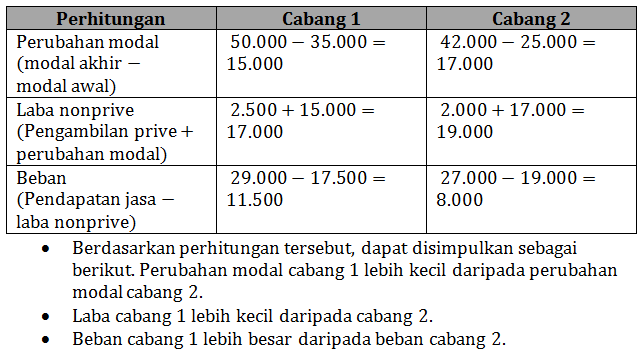 Perhitungan Cabang 1 Cabang 2
Perubahan modal 50.000 − 35.000 = 42.000 − 25.000 =
(modal akhir − 15.000 17.000
modal awal)
Laba nonprive 2.500 + 15.000 = 2.000 + 17.000 =
(Pengambilan prive + 17.000 19.000
perubahan modal)
Beban 29.000 − 17.500 = 27.000 − 19.000 =
(Pendapatan jasa − 11.500 8.000
laba nonprive)
• Berdasarkan perhitungan tersebut, dapat disimpulkan sebagai
berikut. Perubahan modal cabang 1 lebih kecil daripada perubahan
modal cabang 2.
• Laba cabang 1 lebih kecil daripada cabang 2.
• Beban cabang 1 lebih besar daripada beban cabang 2.